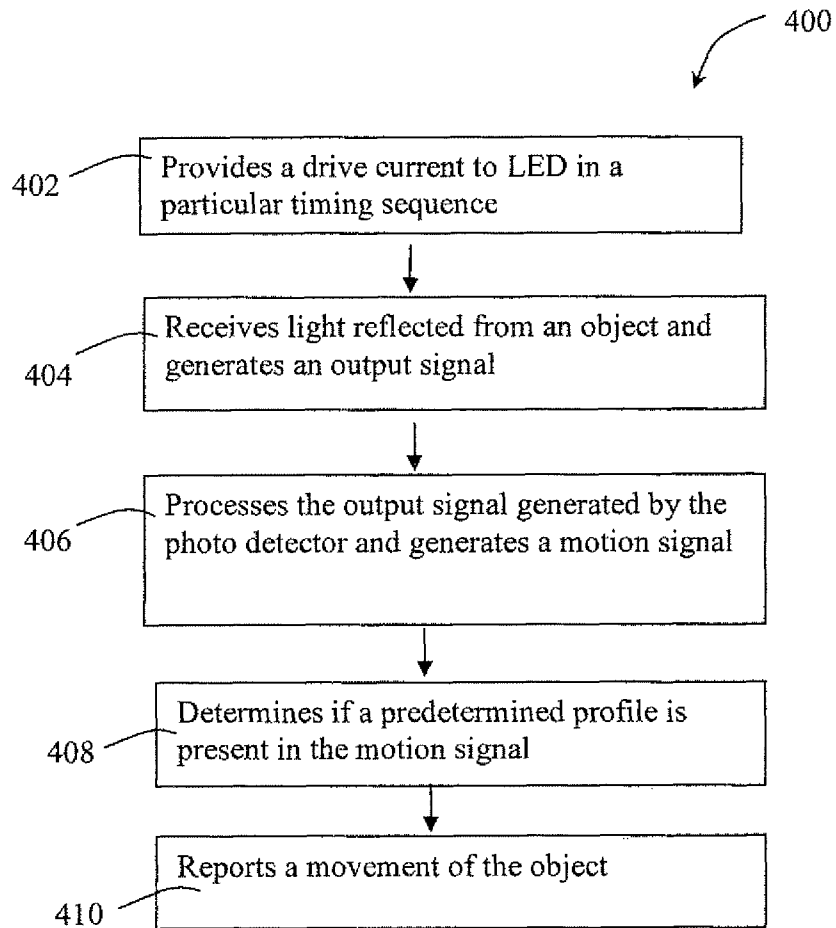 400
402
Provides a drive current to LED in a
particular timing sequence
404
Receives light reflected from an object and
generates an output signal
406
Processes the output signal generated by the
photo detector and generates a motion signal
408
Determines if a predetermined profile is
present in the motion signal
410
Reports a movement of the object